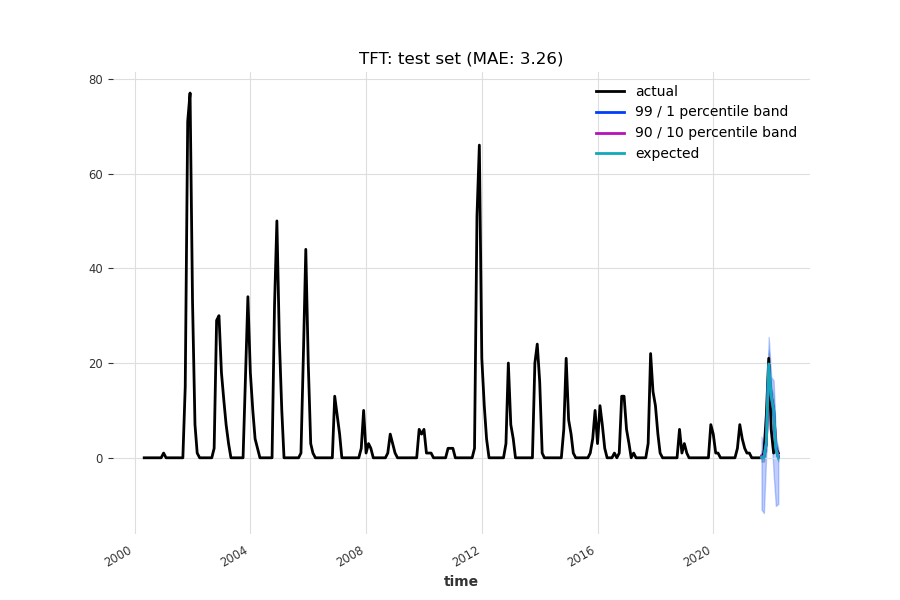 TFT: test set (MAE: 3.26)
actual
99 / 1 percentile band
90 / 10 percentile band
expected
80
60
40
20
0
2000
2004
2008
2012
2016
2020
time